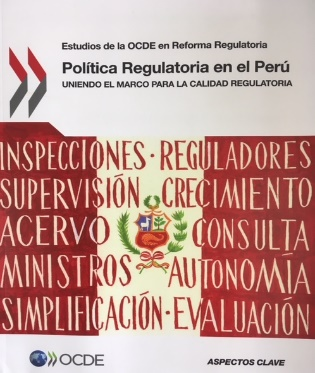 Estudios de la OCDE en Reforma Regulatoria
Política Regulatoria en el Perú
UNIENDO EL MARCO PARA LA CALIDAD REGULATORIA
INSPECCIONES · REGULADORES
SUPERVISIÓN CRECIMIENTO
ACERVO CONSULTA
MINISTROS AUTONOMÍA
SIMPLIFICACIÓN · EVALUACIÓN
OCDE
ASPECTOS CLAVE